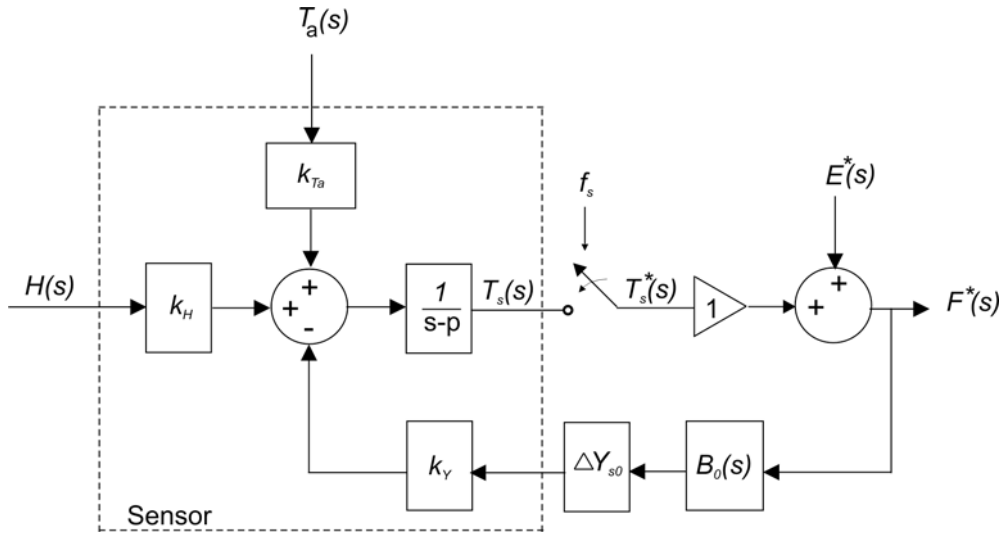 Ta(s)
kTa
fs
E*(s)
H(s)
kH
+
+
-
1
s-p
Ts(s)
Ts*(s)
1
+
+
F*(s)
kY
△Ys0
B0(s)
Sensor